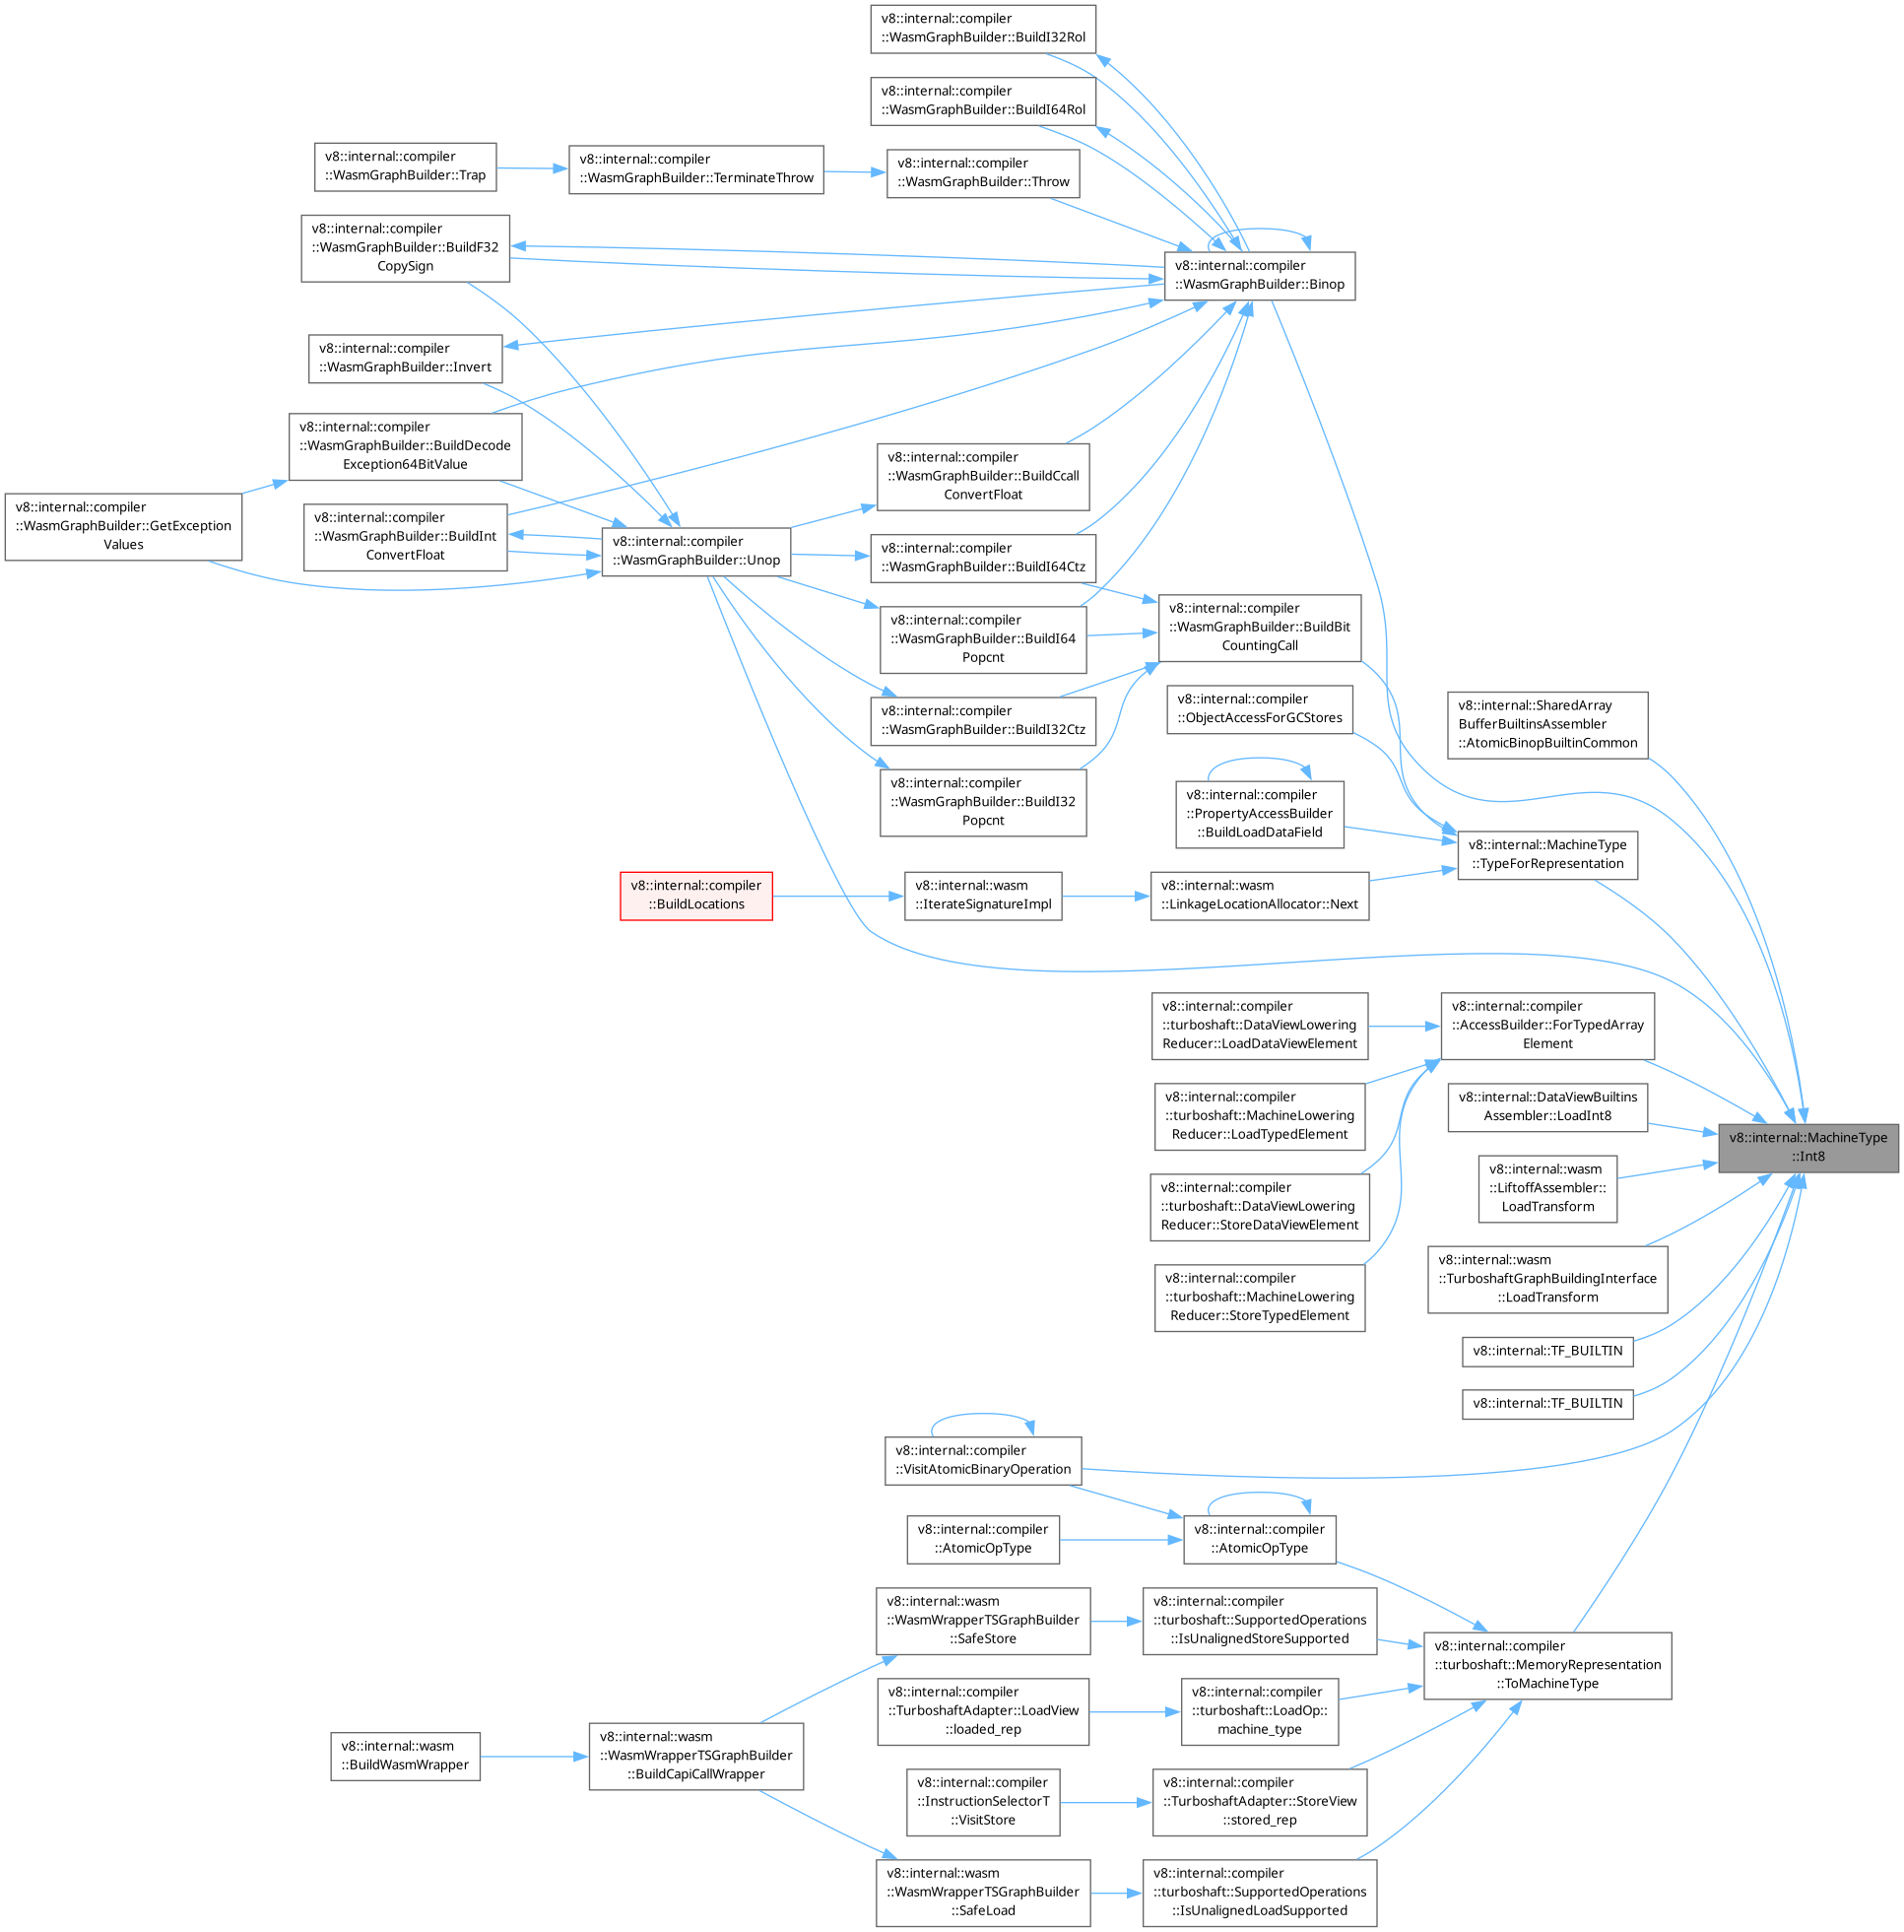 v8::internal::compiler
::WasmGraphBuilder::BuildI32Rol
v8::internal::compiler
::WasmGraphBuilder::BuildI64Rol
v8::internal::compiler
::WasmGraphBuilder::Trap
v8::internal::compiler
::WasmGraphBuilder::TerminateThrow
v8::internal::compiler
::WasmGraphBuilder::Throw
v8::internal::compiler
::WasmGraphBuilder::BuildF32
CopySign
v8::internal::compiler
::WasmGraphBuilder::Binop
v8::internal::compiler
::WasmGraphBuilder::Invert
v8::internal::compiler
::WasmGraphBuilder::BuildDecode
Exception64BitValue
v8::internal::compiler
::WasmGraphBuilder::BuildCcall
ConvertFloat
v8::internal::compiler
::WasmGraphBuilder::GetException
Values
v8::internal::compiler
::WasmGraphBuilder::BuildInt
ConvertFloat
v8::internal::compiler
::WasmGraphBuilder::Unop
v8::internal::compiler
::WasmGraphBuilder::BuildI64Ctz
v8::internal::compiler
::WasmGraphBuilder::BuildI64
Popcnt
v8::internal::compiler
::WasmGraphBuilder::BuildBit
CountingCall
v8::internal::compiler
::WasmGraphBuilder::BuildI32Ctz
v8::internal::compiler
::ObjectAccessForGCStores
v8::internal::SharedArray
BufferBuiltinsAssembler
::AtomicBinopBuiltinCommon
v8::internal::compiler
::WasmGraphBuilder::BuildI32
Popcnt
v8::internal::compiler
::PropertyAccessBuilder
::BuildLoadDataField
v8::internal::MachineType
::TypeForRepresentation
v8::internal::compiler
::BuildLocations
v8::internal::wasm
::IterateSignatureImpl
v8::internal::wasm
::LinkageLocationAllocator::Next
v8::internal::compiler
::turboshaft::DataViewLowering
Reducer::LoadDataViewElement
v8::internal::compiler
::AccessBuilder::ForTypedArray
Element
v8::internal::compiler
::turboshaft::MachineLowering
Reducer::LoadTypedElement
v8::internal::DataViewBuiltins
Assembler::LoadInt8
v8::internal::MachineType
::Int8
v8::internal::wasm
::LiftoffAssembler::
LoadTransform
v8::internal::compiler
::turboshaft::DataViewLowering
Reducer::StoreDataViewElement
v8::internal::wasm
::TurboshaftGraphBuildingInterface
::LoadTransform
v8::internal::compiler
::turboshaft::MachineLowering
Reducer::StoreTypedElement
v8::internal::TF_BUILTIN
v8::internal::TF_BUILTIN
v8::internal::compiler
::VisitAtomicBinaryOperation
v8::internal::compiler
::AtomicOpType
v8::internal::compiler
::AtomicOpType
v8::internal::wasm
::WasmWrapperTSGraphBuilder
::SafeStore
v8::internal::compiler
::turboshaft::SupportedOperations
::IsUnalignedStoreSupported
v8::internal::compiler
::turboshaft::MemoryRepresentation
::ToMachineType
v8::internal::compiler
::TurboshaftAdapter::LoadView
::loaded_rep
v8::internal::compiler
::turboshaft::LoadOp::
machine_type
v8::internal::wasm
::BuildWasmWrapper
v8::internal::wasm
::WasmWrapperTSGraphBuilder
::BuildCapiCallWrapper
v8::internal::compiler
::InstructionSelectorT
::VisitStore
v8::internal::compiler
::TurboshaftAdapter::StoreView
::stored_rep
v8::internal::wasm
::WasmWrapperTSGraphBuilder
::SafeLoad
v8::internal::compiler
::turboshaft::SupportedOperations
::IsUnalignedLoadSupported